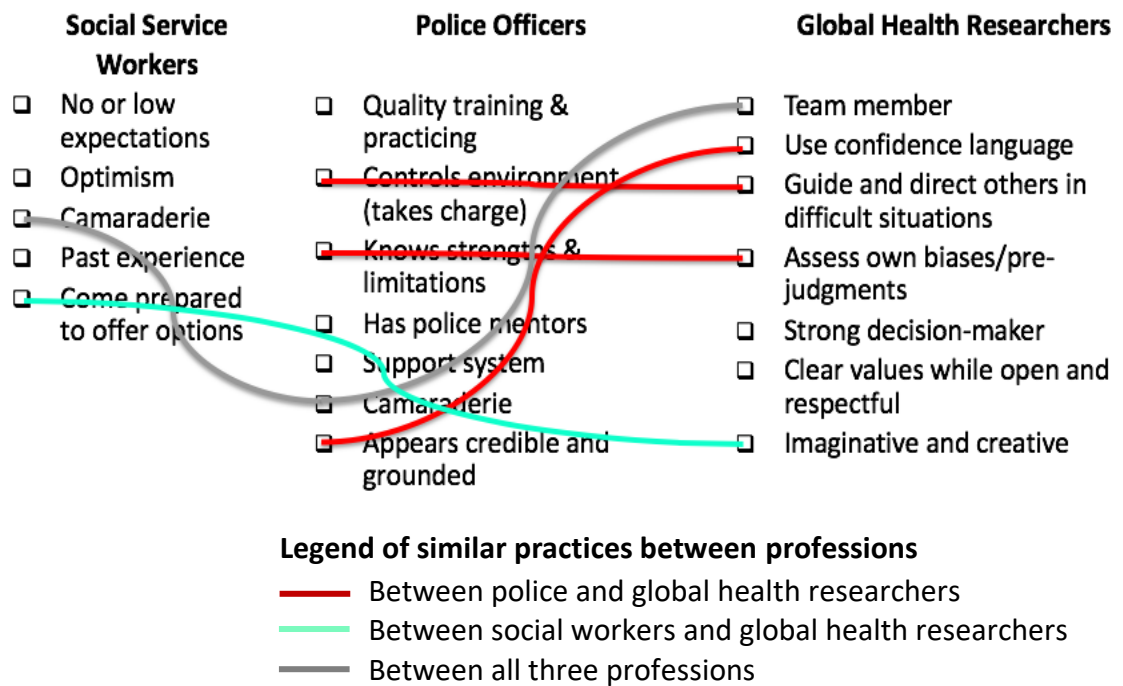 Social Service
Workers
❑ No or low
expectations
❑ Optimism
❑ Camaraderie
❑ Past experience
❑ Come prepared
to offer options
Police Officers
❑ Quality training &
practicing
❑ Controls environment
(takes charge)
❑ Knows strengths &
limitations
❑ Has police mentors
❑ Support system
❑ Camaraderie
❑ Appears credible and
grounded
Global Health Researchers
❑ Team member
❑ Use confidence language
❑ Guide and direct others in
difficult situations
❑ Assess own biases/pre-
judgments
❑ Strong decision-maker
❑ Clear values while open and
respectful
❑ Imaginative and creative
Legend of similar practices between professions
Between police and global health researchers
Between social workers and global health researchers
Between all three professions